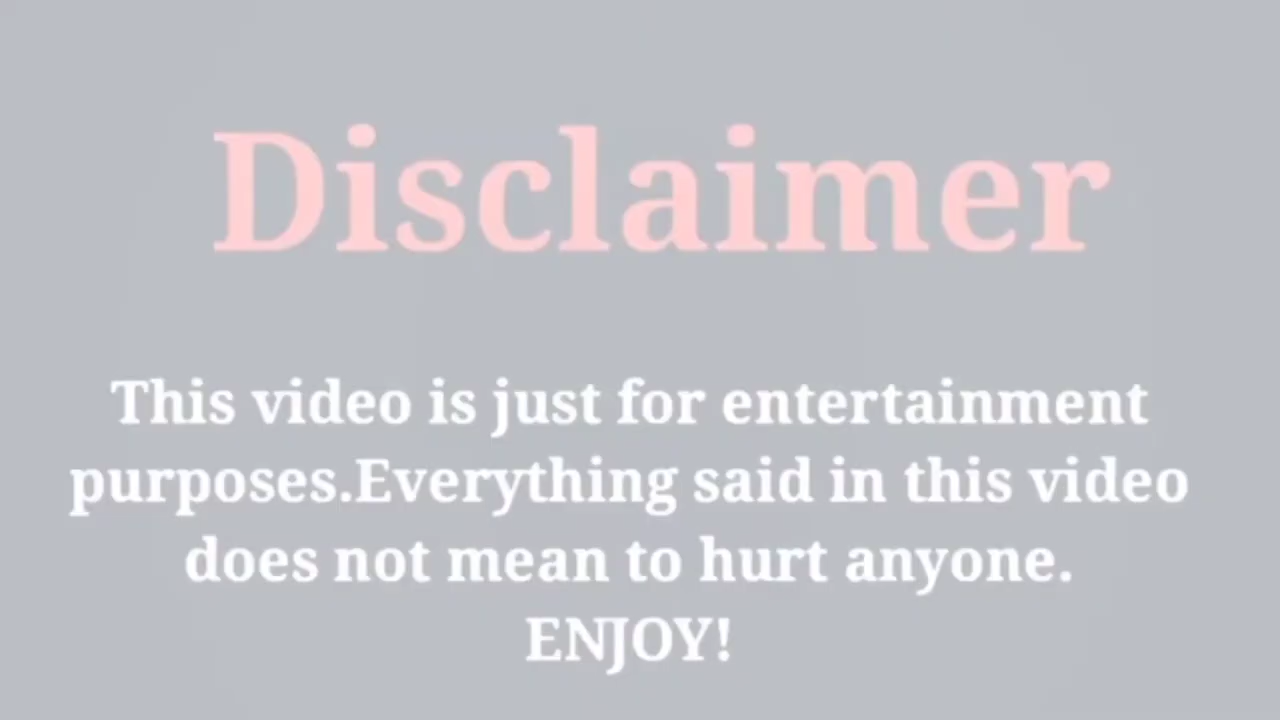 Disclaimer
This video is just for entertainment
purposes.Everything said in this video
does not mean to hurt anyone.
ENJOY!